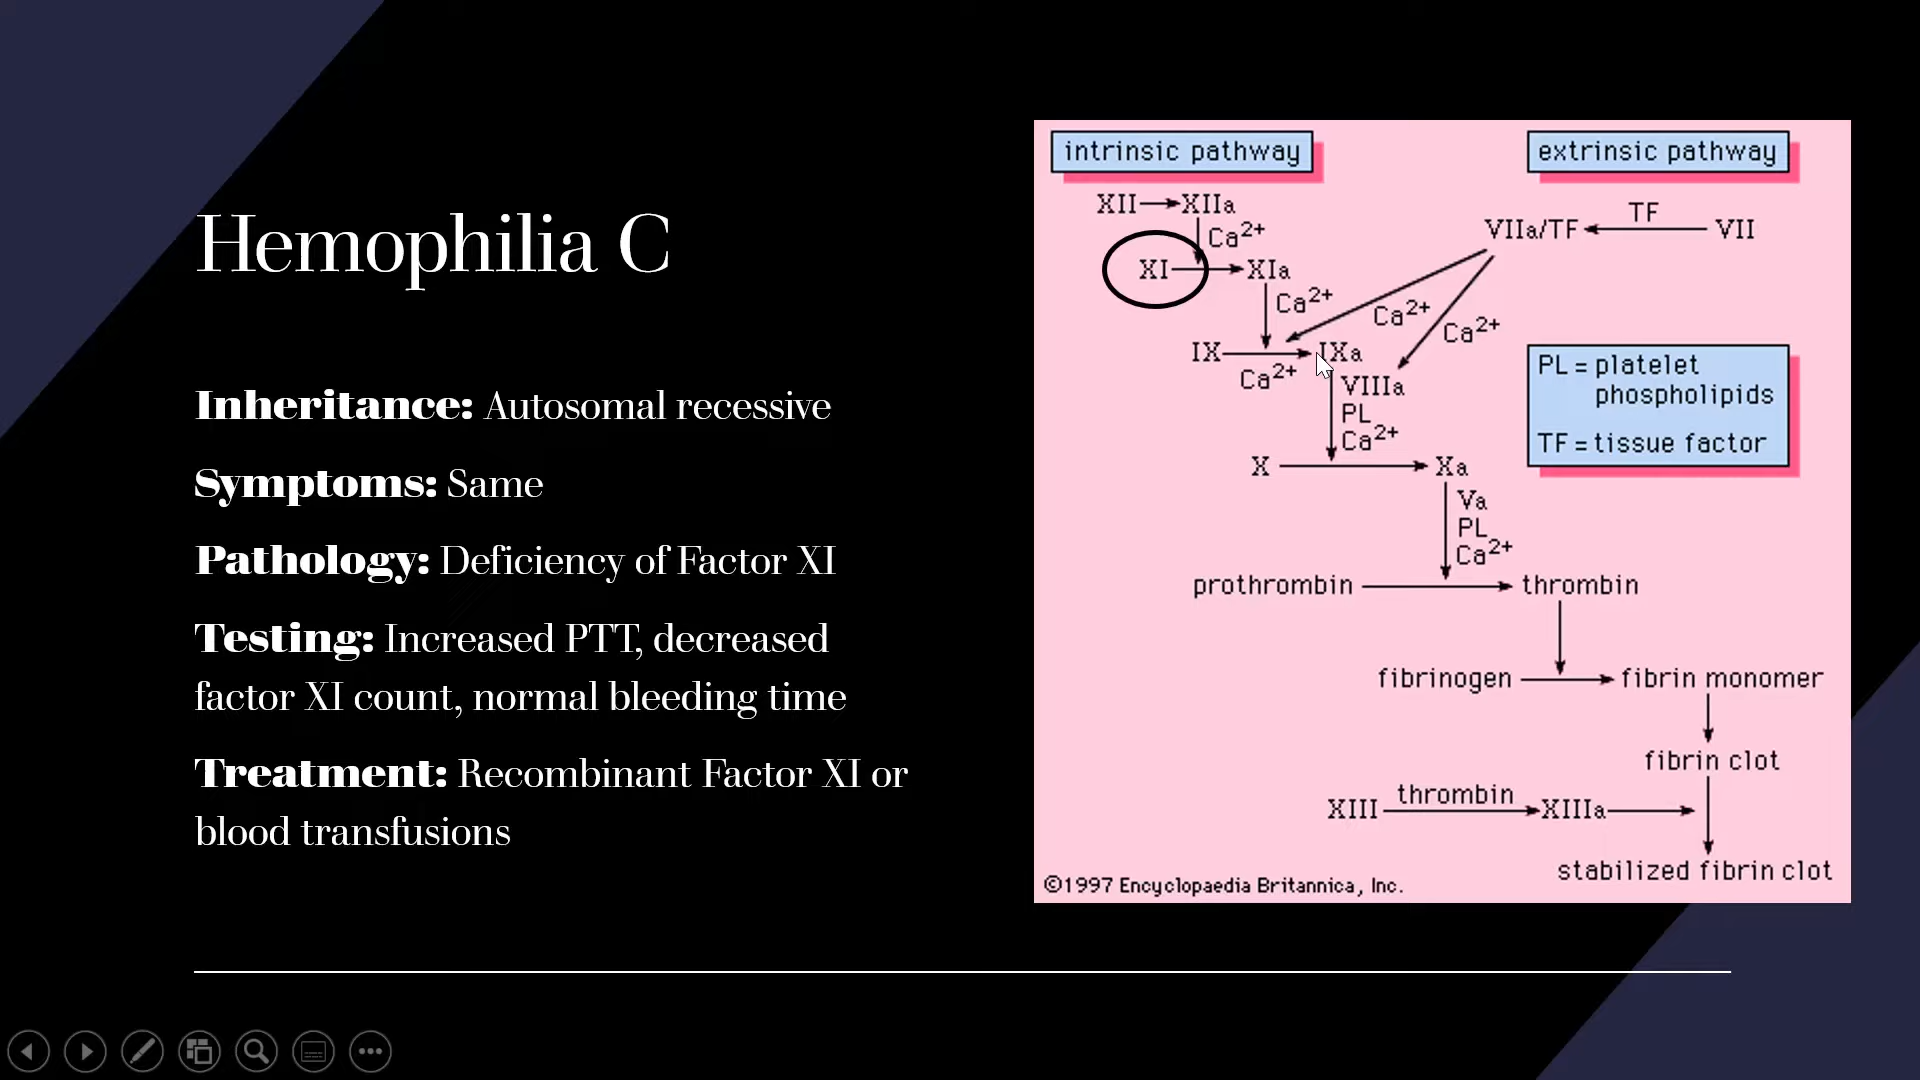 Hemophilia C
Inheritance: Autosomal recessive
Symptoms: Same
Pathology: Deficiency of Factor XI
Testing: Increased PTT, decreased
factor XI count, normal bleeding time
Treatment: Recombinant Factor XI or
blood transfusions
intrinsic pathway
extrinsic pathway
XII XIIa
Ca2+
TF
VIIa/TF VII
XI XIa
Ca2+
Ca2+
Ca2+
IX IXa
Ca2+
VIIIa
PL
Ca2+
PL = platelet
phospholipids
TF = tissue factor
X Xa
Va
PL
Ca2+
prothrombin thrombin
fibrinogen fibrin monomer
fibrin clot
thrombin
XIII XIIIa
stabilized fibrin clot
©1997 Encyclopaedia Britannica, Inc.